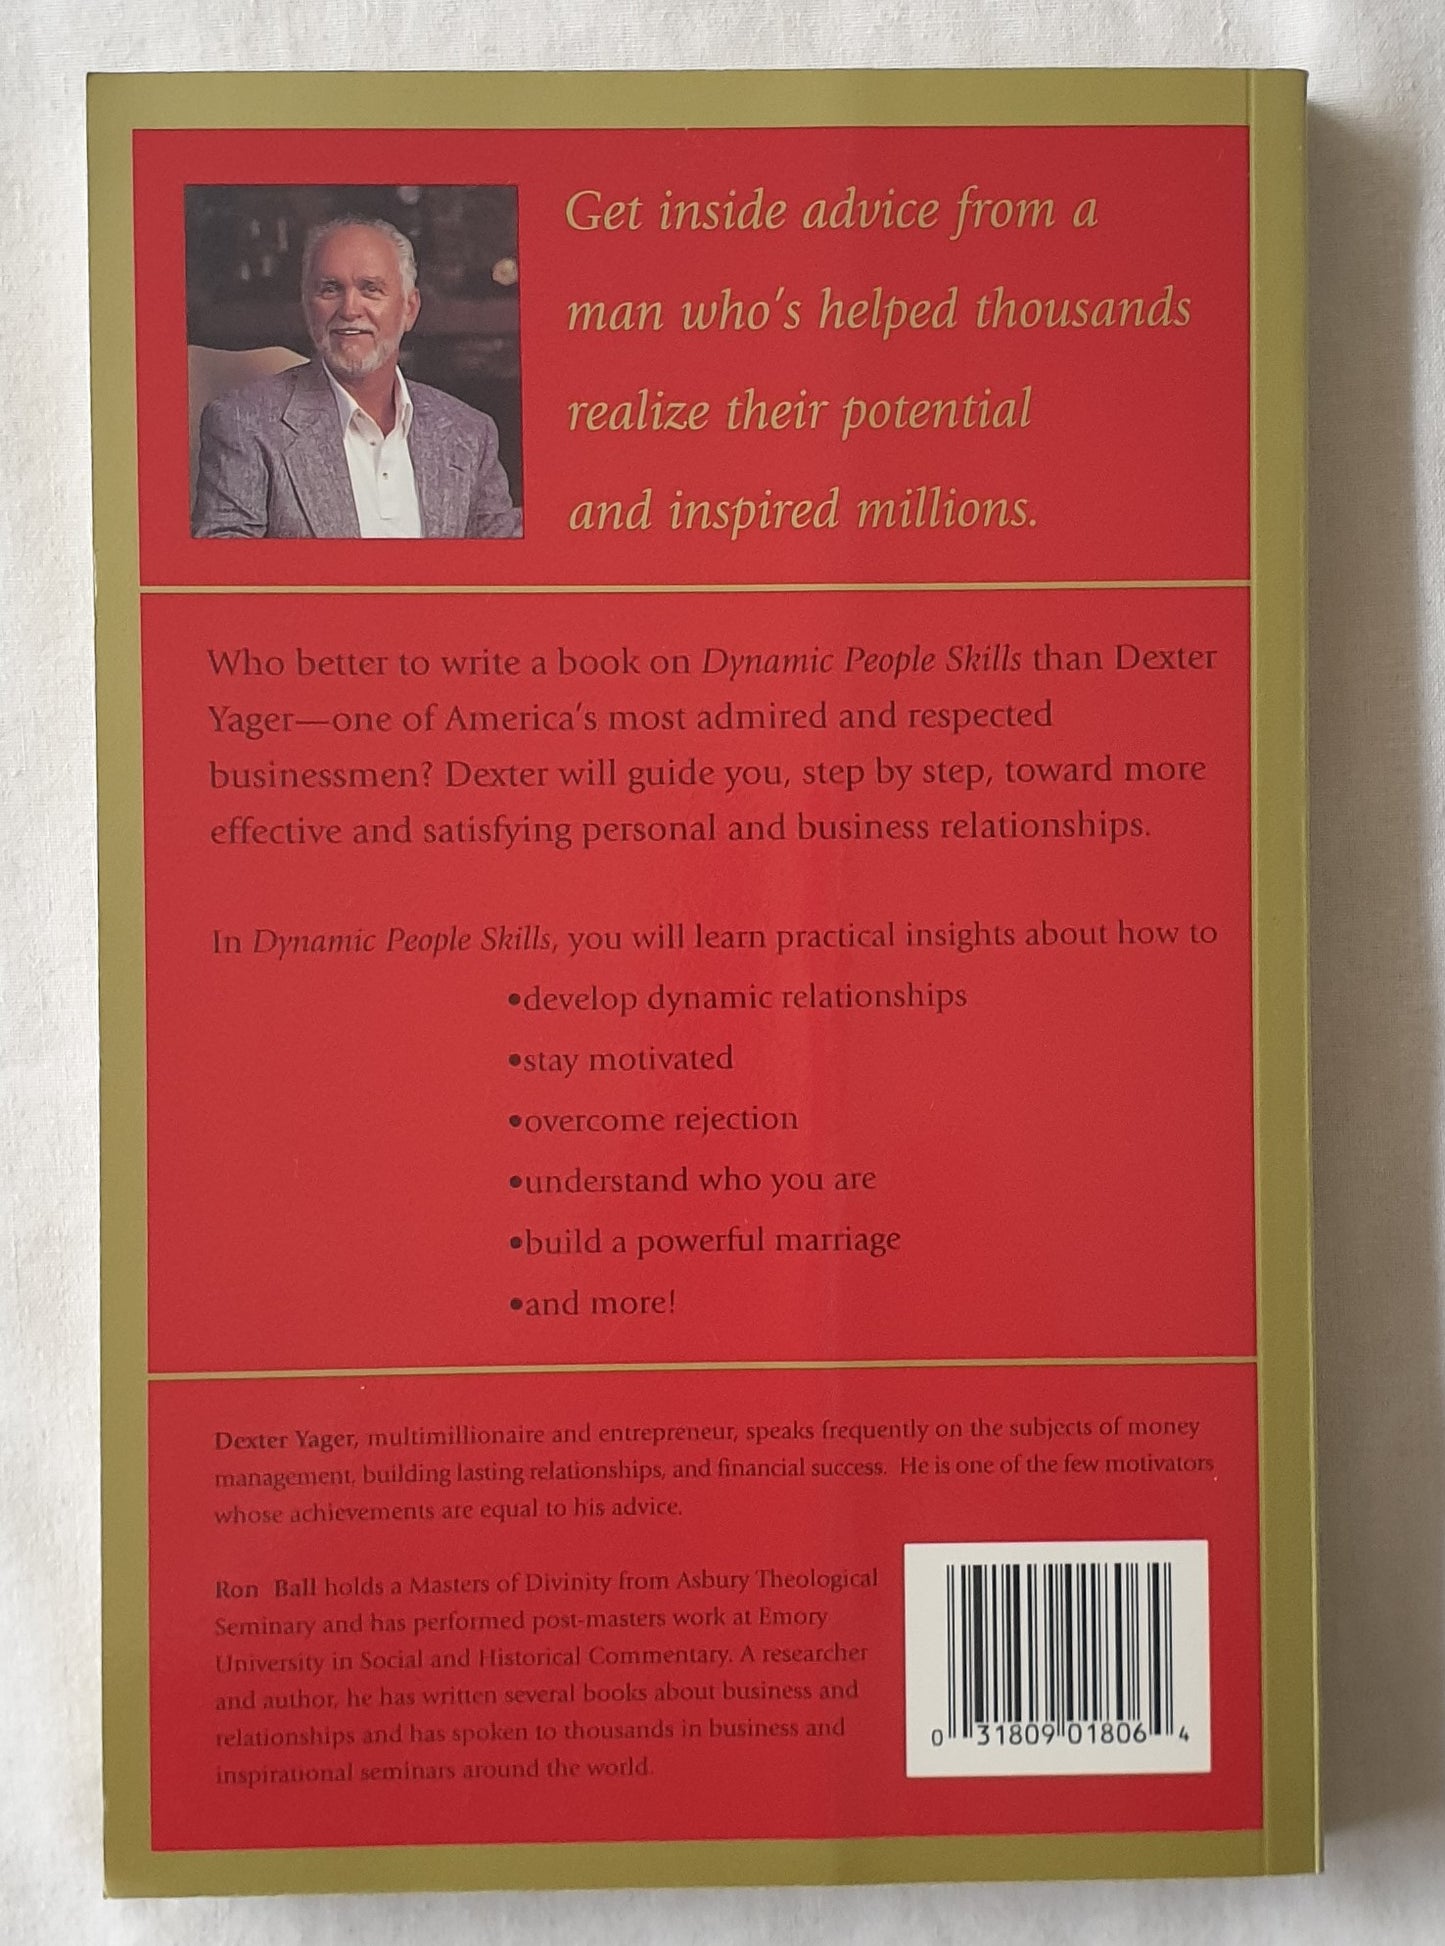 Get inside advice from a
man who's helped thousands
realize their potential
and inspired millions.
Who better to write a book on Dynamic People Skills than Dexter
Yager—one of America's most admired and respected
businessmen? Dexter will guide you, step by step, toward more
effective and satisfying personal and business relationships.
In Dynamic People Skills, you will learn practical insights about how to
•develop dynamic relationships
•stay motivated
•overcome rejection
•understand who you are
•build a powerful marriage
•and more!
Dexter Yager, multimillionaire and entrepreneur, speaks frequently on the subjects of money
management, building lasting relationships, and financial success. He is one of the few motivators
whose achievements are equal to his advice.
Ron Ball holds a Masters of Divinity from Asbury Theological
Seminary and has performed post-masters work at Emory
University in Social and Historical Commentary. A researcher
and author, he has written several books about business and
relationships and has spoken to thousands in business and
inspirational seminars around the world.
0 31809 01806 4